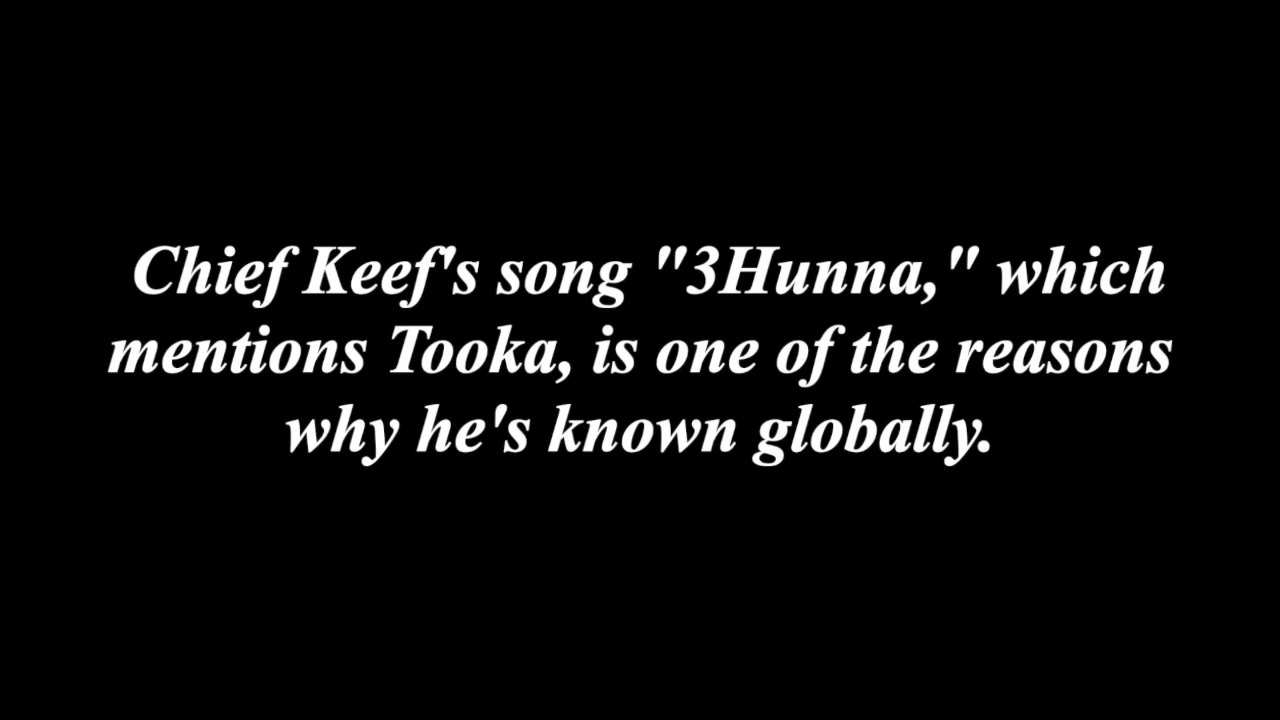 Chief Keef's song "3Hunna," which
mentions Tooka, is one of the reasons
why he's known globally.